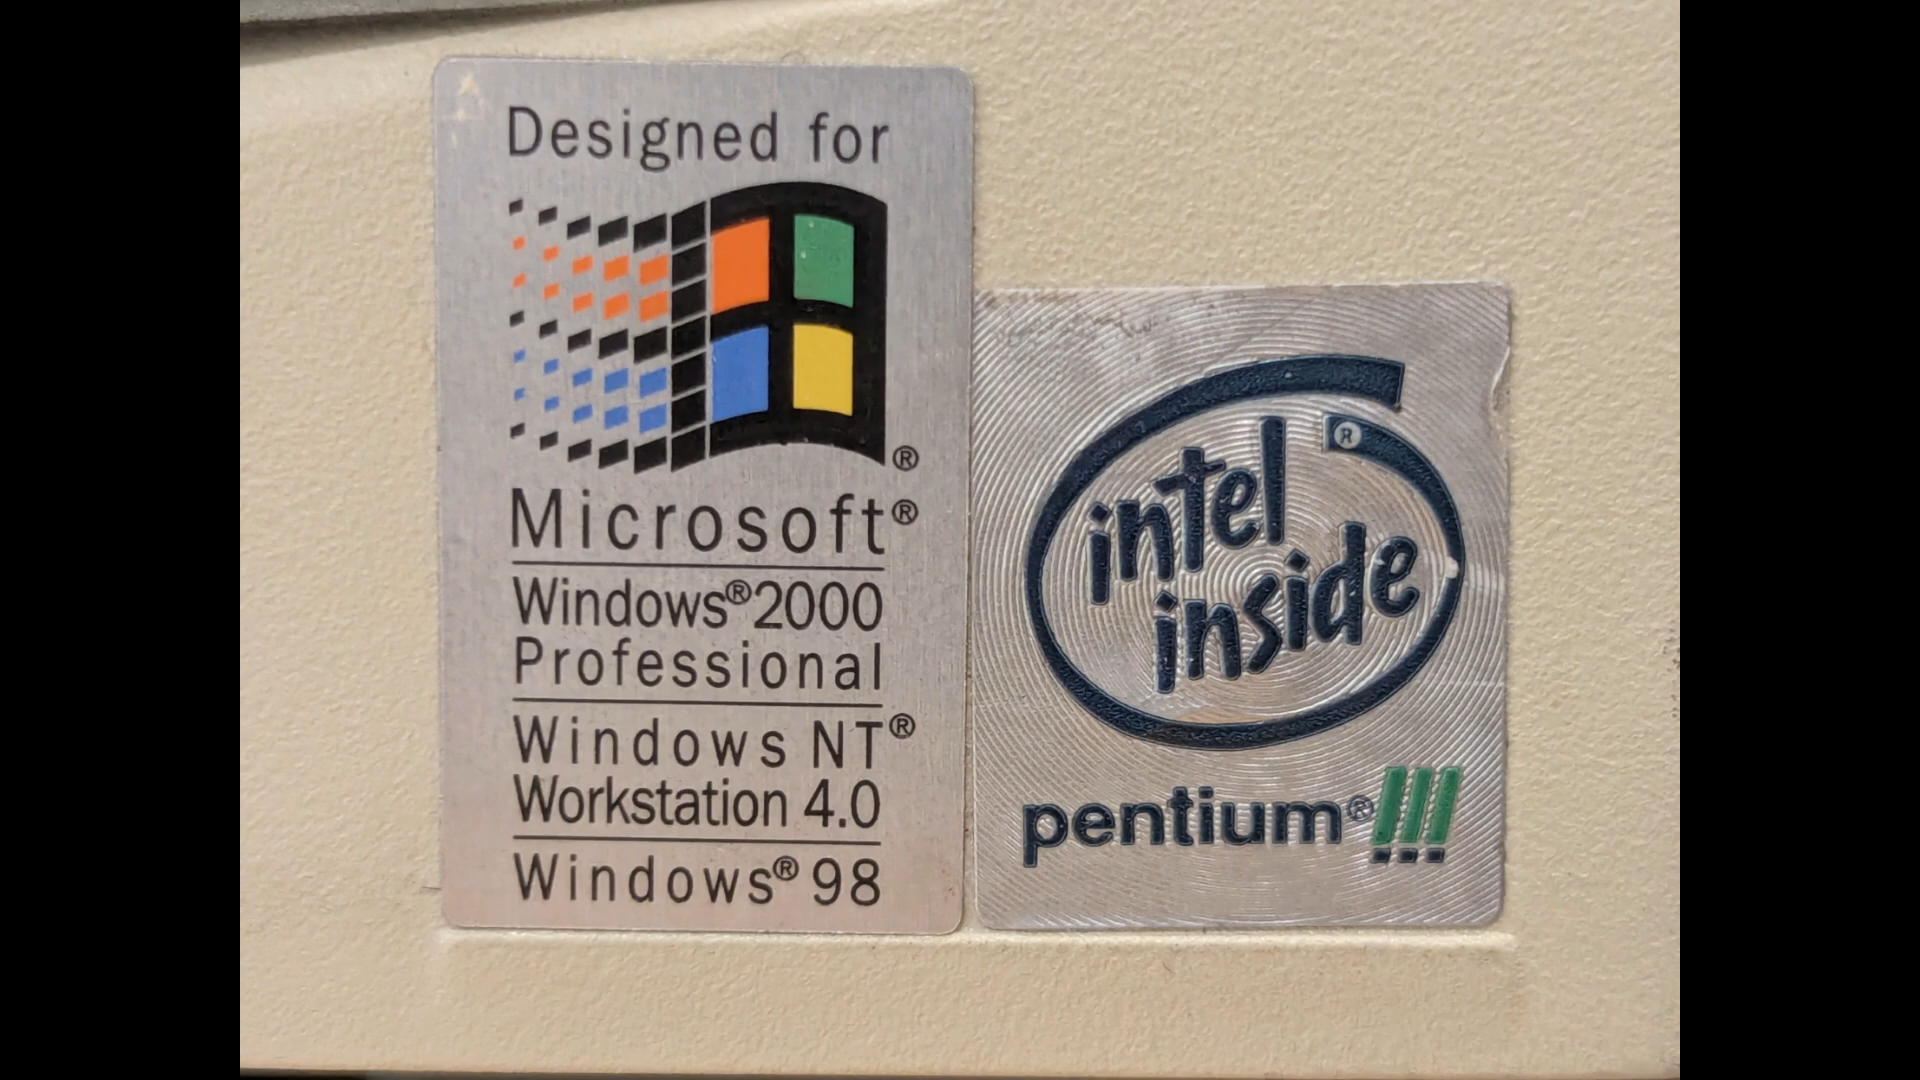 Designed for
®
Microsoft®
Windows®2000
Professional
Windows NT®
Workstation 4.0
Windows® 98
®
intel
inside
pentium® !!!